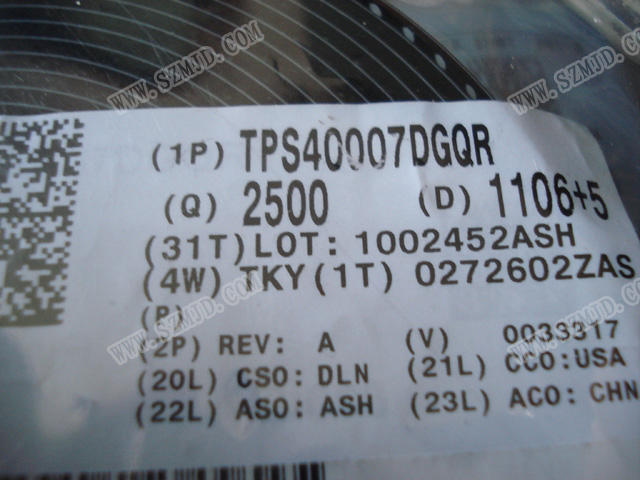 WWW.SZMJD.COM
WWW.SZMJD.COM
(1P) TPS40007DGQR
(Q) 2500 (D) 1106+5
(31T)LOT: 1002452ASH
(4W) TKY(1T) 0272602ZAS
WWW.SZMJD.COM
WWW.SZMJD.COM
(P)
(2P) REV: A (V) 0033317
(20L) CSO: DLN (21L) CCO:USA
(22L) ASO: ASH (23L) ACO: CHN